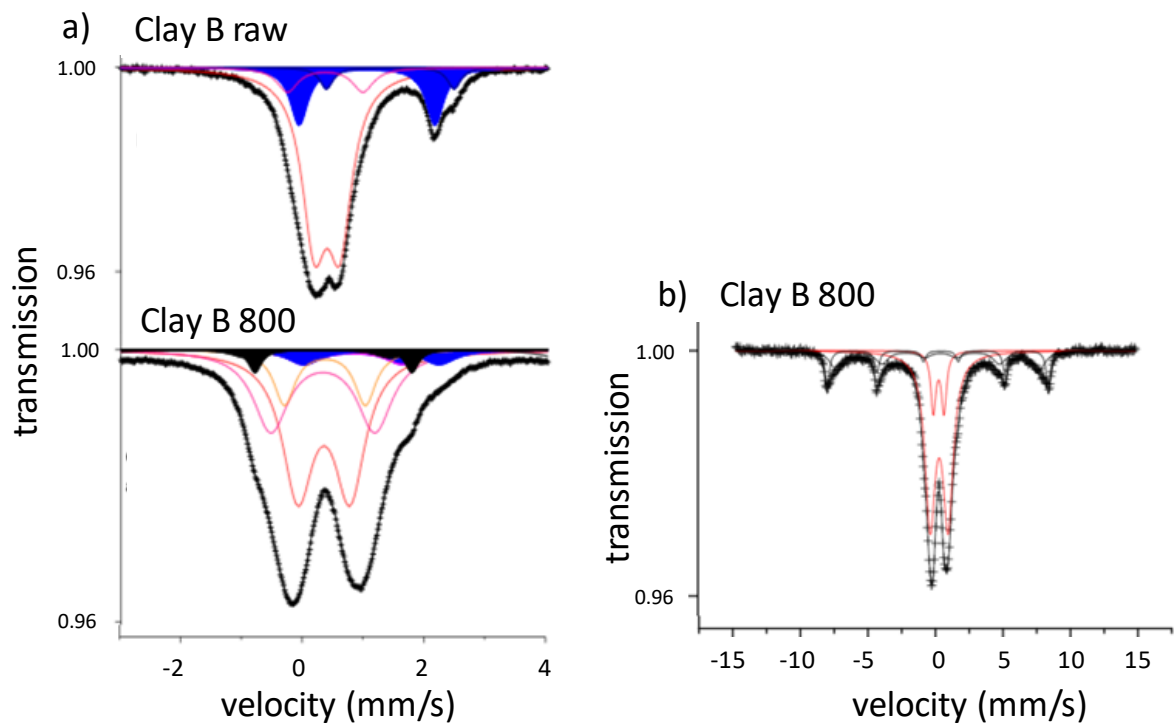 a) Clay B raw
1.00
0.96
Clay B 800
1.00
0.96
transmission
-2 0 2 4
velocity (mm/s)
b) Clay B 800
1.00
0.96
transmission
-15 -10 -5 0 5 10 15
velocity (mm/s)